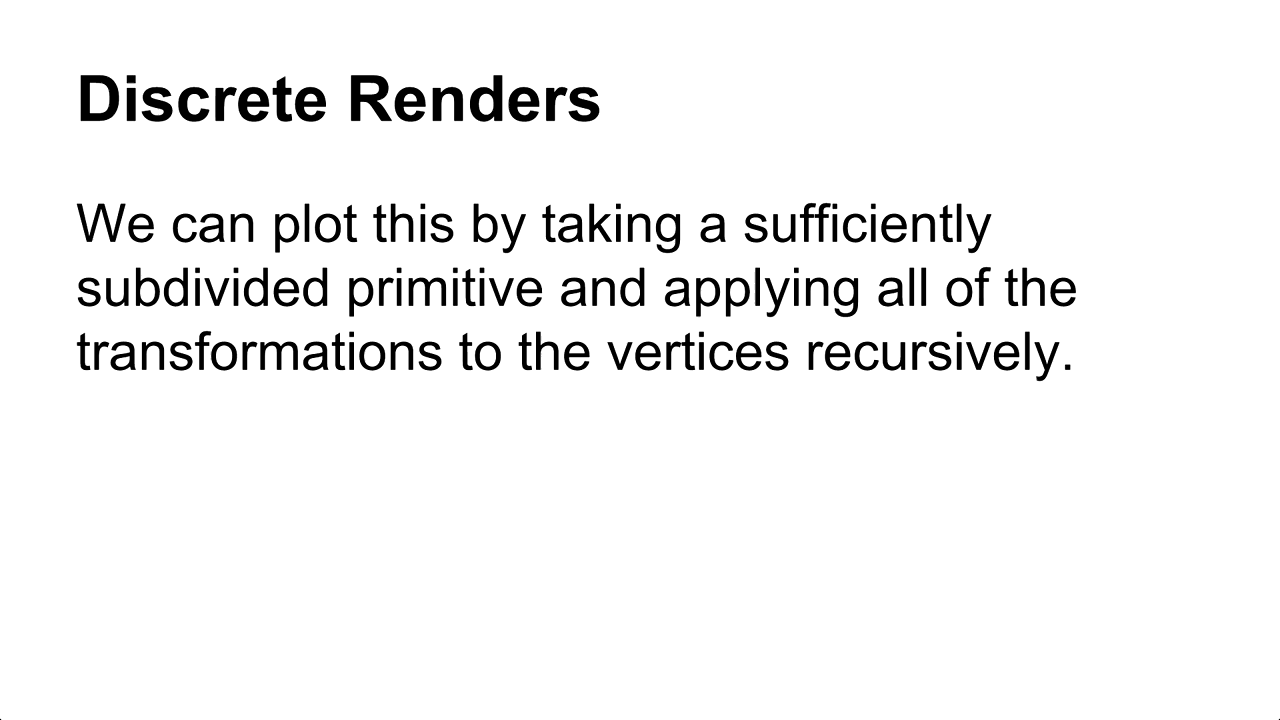 Discrete Renders
We can plot this by taking a sufficiently
subdivided primitive and applying all of the
transformations to the vertices recursively.